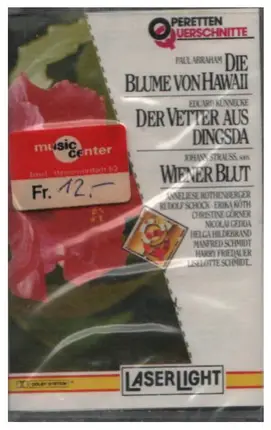 OPERETTEN
QUERSCHNITTE
PAUL ABRAHAM
DIE
BLUME VON HAWAII
EDUARD KÜNNECKE
DER VETTER AUS
DINGSDA
JOHANN STRAUSS,
WIENER BLUT
ANNELIESE ROTHENBERGER
RUDOLF SCHOCK - ERIKA KÖTH
CHRISTINE GÖRNER
NICOLAI GEDDA
HELGA HILDEBRAND
MANFRED SCHMIDT
HARRY FRIEDAUER
LISELOTTE SCHMIDT...
music
center
Fr. 12.-
LASERLIGHT